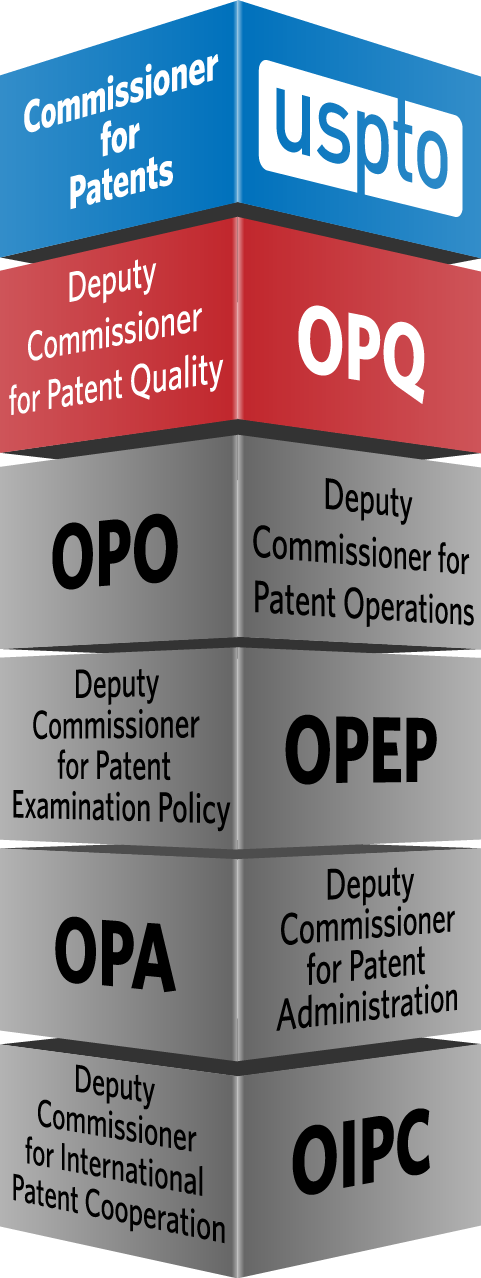 Commissioner
for
Patents
uspto
Deputy
Commissioner
for Patent Quality
OPQ
OPO
Deputy
Commissioner for
Patent Operations
Deputy
Commissioner
for Patent
Examination Policy
OPEP
OPA
Deputy
Commissioner
for Patent
Administration
Deputy
Commissioner
for International
Patent Cooperation
OIPC